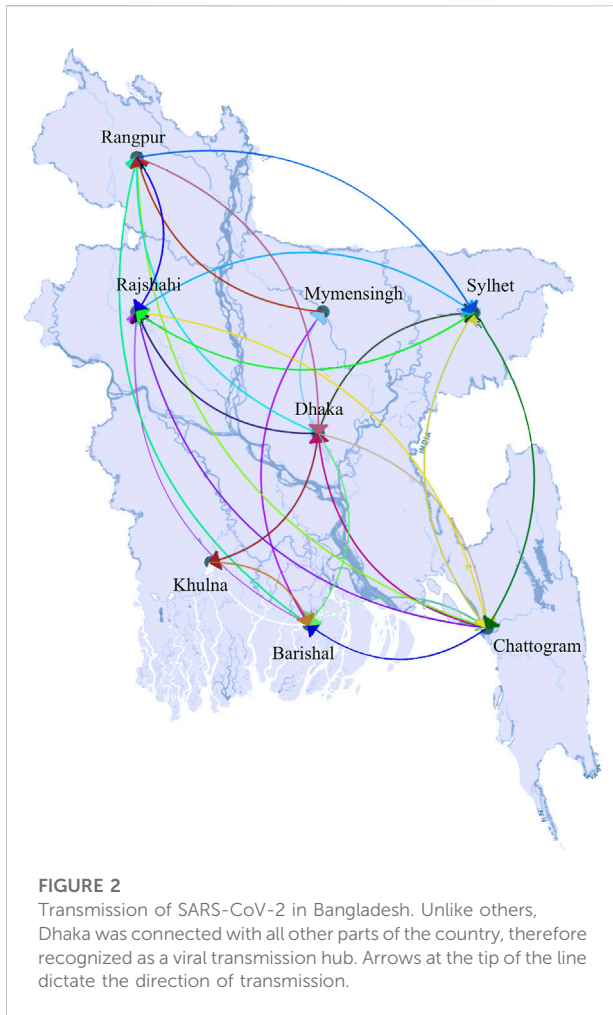 Rangpur
Rajshahi
Mymensingh
Sylhet
Dhaka
INDIA
Khulna
Barishal
Chattogram
FIGURE 2
Transmission of SARS-CoV-2 in Bangladesh. Unlike others,
Dhaka was connected with all other parts of the country, therefore
recognized as a viral transmission hub. Arrows at the tip of the line
dictate the direction of transmission.